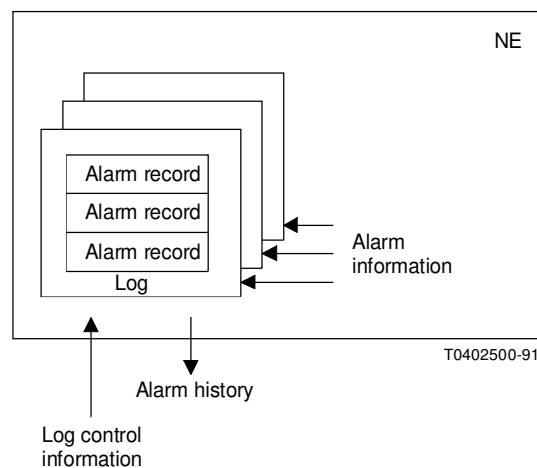 NE
Alarm record
Alarm record
Alarm record
Log
Alarm
information
T0402500-91
Alarm history
Log control
information